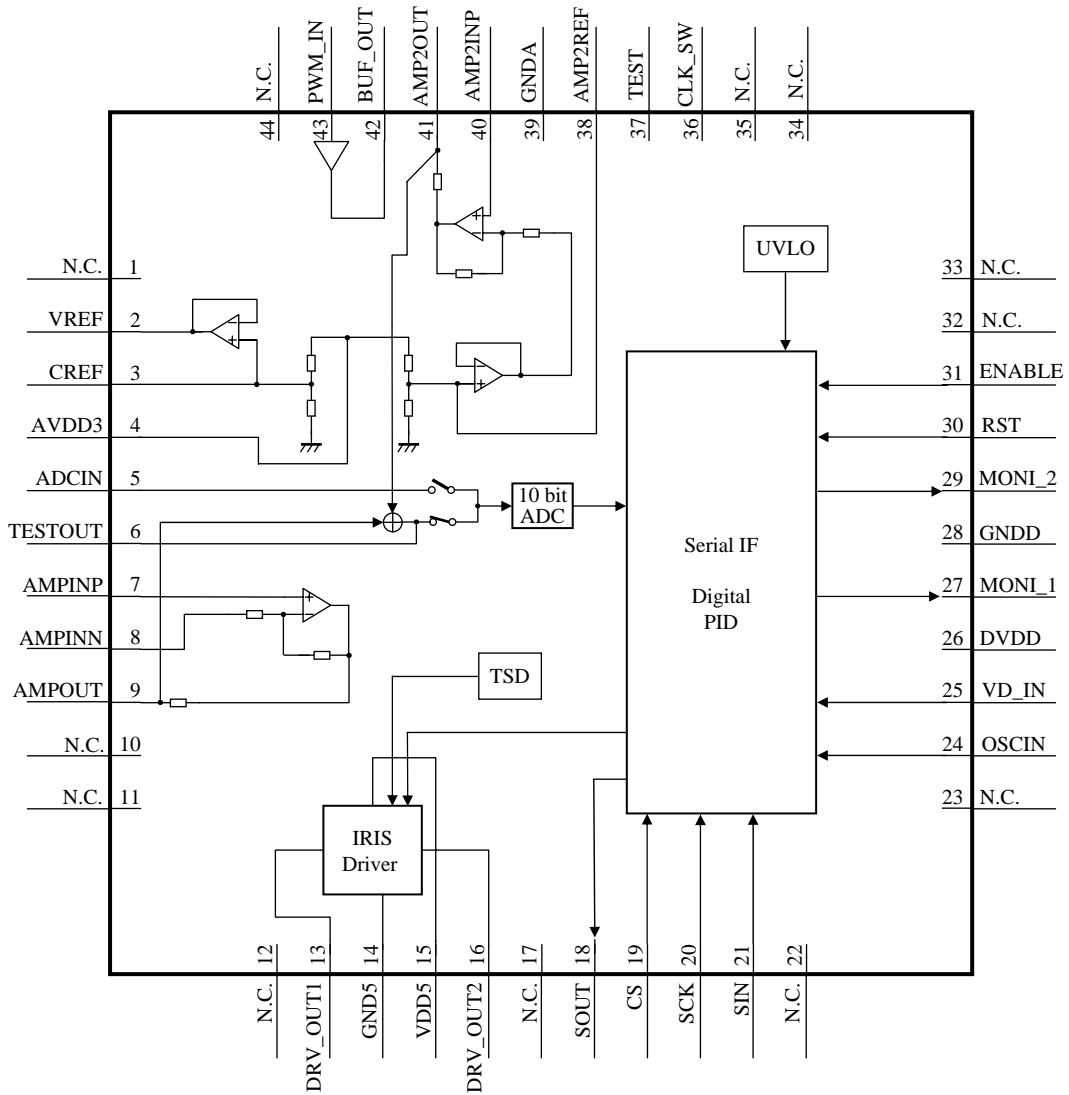 N.C. 44
PWM_IN 43
BUF_OUT 42
AMP2OUT 41
AMP2INP 40
GNDA 39
AMP2REF 38
TEST 37
CLK_SW 36
N.C. 35
N.C. 34
N.C. 1
VREF 2
CREF 3
AVDD3 4
ADCIN 5
TESTOUT 6
AMPINP 7
AMPINN 8
AMPOUT 9
N.C. 10
N.C. 11
+
−
−
+
−
+
+
−
UVLO
10 bit
ADC
Serial IF
Digital
PID
TSD
IRIS
Driver
33 N.C.
32 N.C.
31 ENABLE
30 RST
29 MONI_2
28 GNDD
27 MONI_1
26 DVDD
25 VD_IN
24 OSCIN
23 N.C.
N.C. 12
DRV_OUT1 13
GND5 14
VDD5 15
DRV_OUT2 16
N.C. 17
SOUT 18
CS 19
SCK 20
SIN 21
N.C. 22